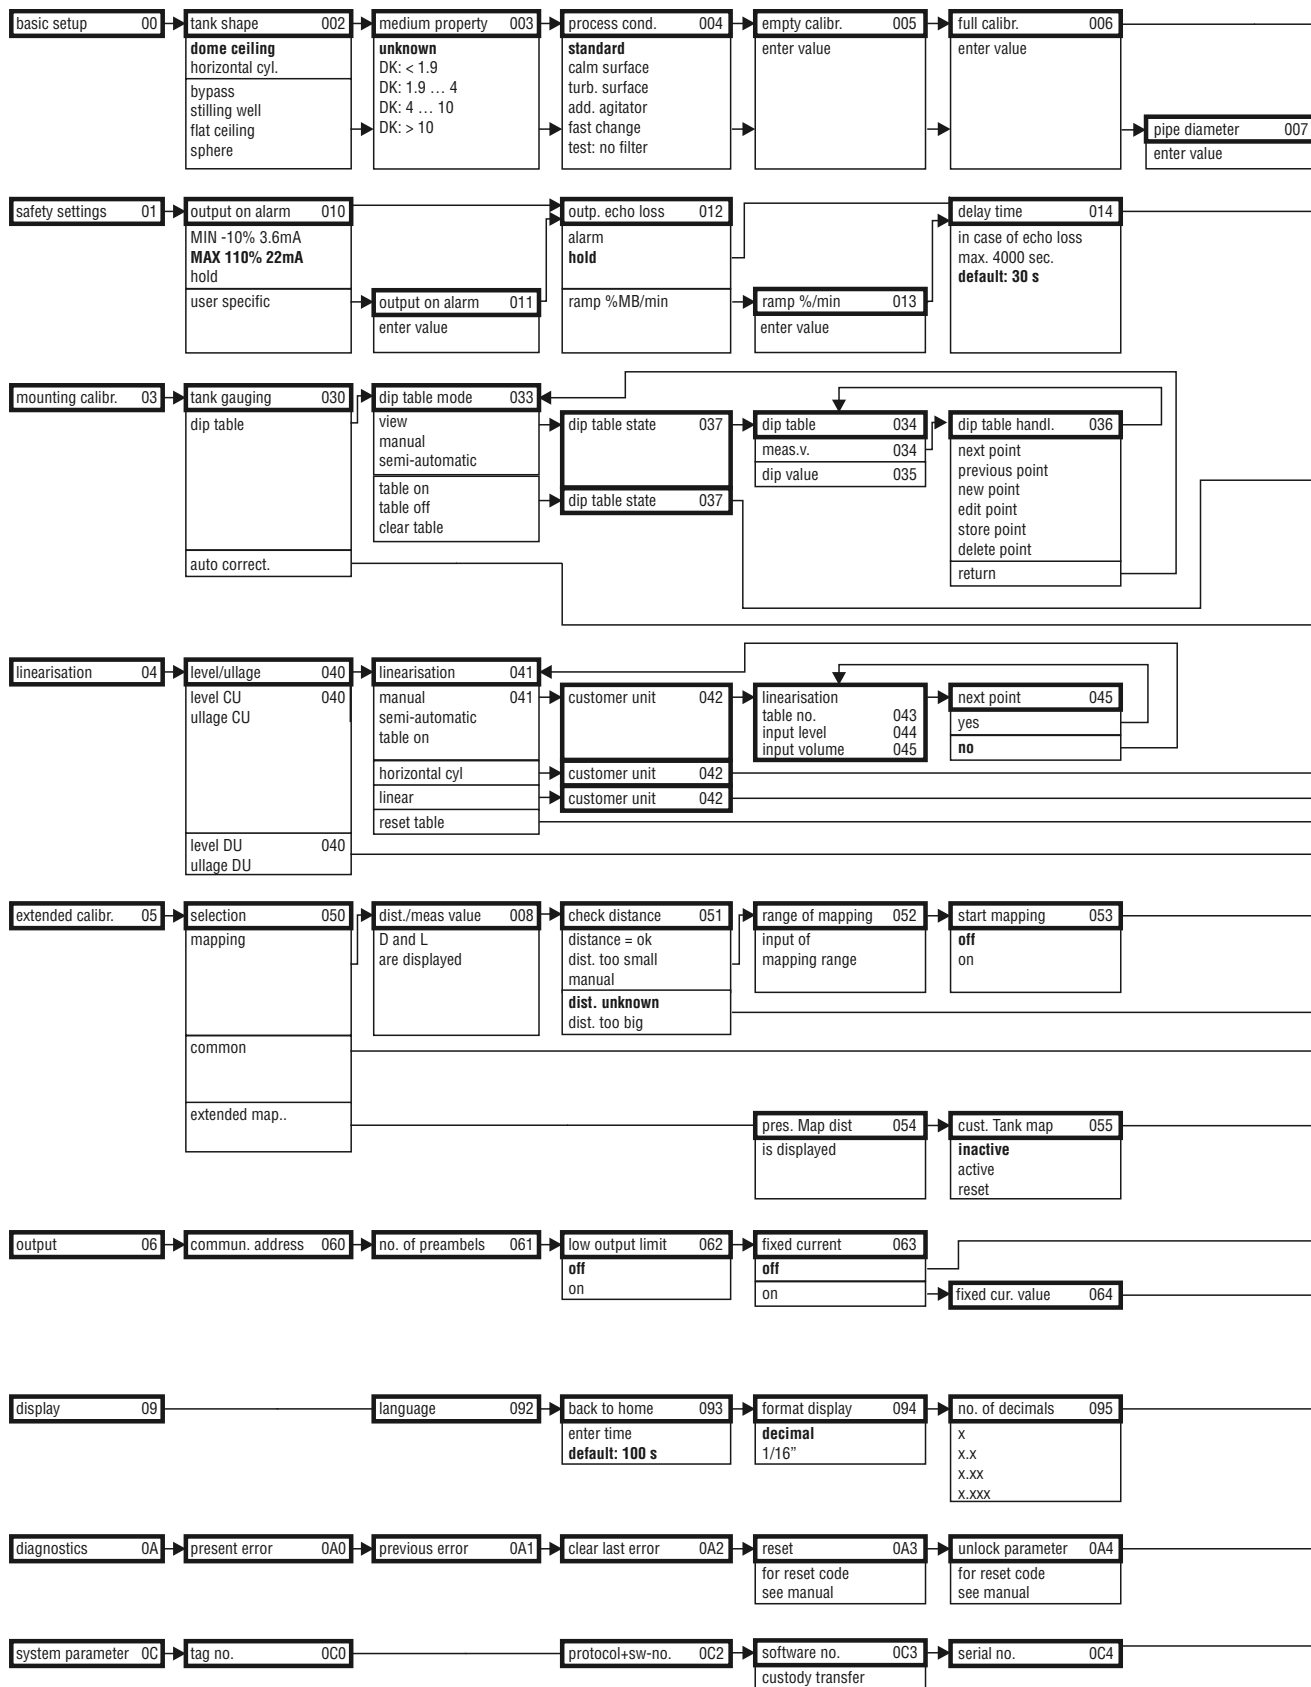 basic setup 00
tank shape 002
dome ceiling
horizontal cyl.
bypass
stilling well
flat ceiling
sphere
medium property 003
unknown
DK: < 1.9
DK: 1.9 … 4
DK: 4 … 10
DK: > 10
process cond. 004
standard
calm surface
turb. surface
add. agitator
fast change
test: no filter
empty calibr. 005
enter value
full calibr. 006
enter value
pipe diameter 007
enter value
safety settings 01
output on alarm 010
MIN -10% 3.6mA
MAX 110% 22mA
hold
user specific
output on alarm 011
enter value
outp. echo loss 012
alarm
hold
ramp %MB/min
ramp %/min 013
enter value
delay time 014
in case of echo loss
max. 4000 sec.
default: 30 s
mounting calibr. 03
tank gauging 030
dip table
auto correct.
dip table mode 033
view
manual
semi-automatic
table on
table off
clear table
dip table state 037
dip table state 037
dip table 034
meas.v. 034
dip value 035
dip table handl. 036
next point
previous point
new point
edit point
store point
delete point
return
linearisation 04
level/ullage 040
level CU 040
ullage CU
level DU 040
ullage DU
linearisation 041
manual 041
semi-automatic
table on
horizontal cyl
linear
reset table
customer unit 042
customer unit 042
customer unit 042
linearisation
table no. 043
input level 044
input volume 045
next point 045
yes
no
extended calibr. 05
selection 050
mapping
common
extended map..
dist./meas value 008
D and L
are displayed
check distance 051
distance = ok
dist. too small
manual
dist. unknown
dist. too big
range of mapping 052
input of
mapping range
start mapping 053
off
on
pres. Map dist 054
is displayed
cust. Tank map 055
inactive
active
reset
output 06
commun. address 060
no. of preambels 061
low output limit 062
off
on
fixed current 063
off
on
fixed cur. value 064
display 09
language 092
back to home 093
enter time
default: 100 s
format display 094
decimal
1/16”
no. of decimals 095
x
x.x
x.xx
x.xxx
diagnostics 0A
present error 0A0
previous error 0A1
clear last error 0A2
reset 0A3
for reset code
see manual
unlock parameter 0A4
for reset code
see manual
system parameter 0C
tag no. 0C0
protocol+sw-no. 0C2
software no. 0C3
custody transfer
serial no. 0C4